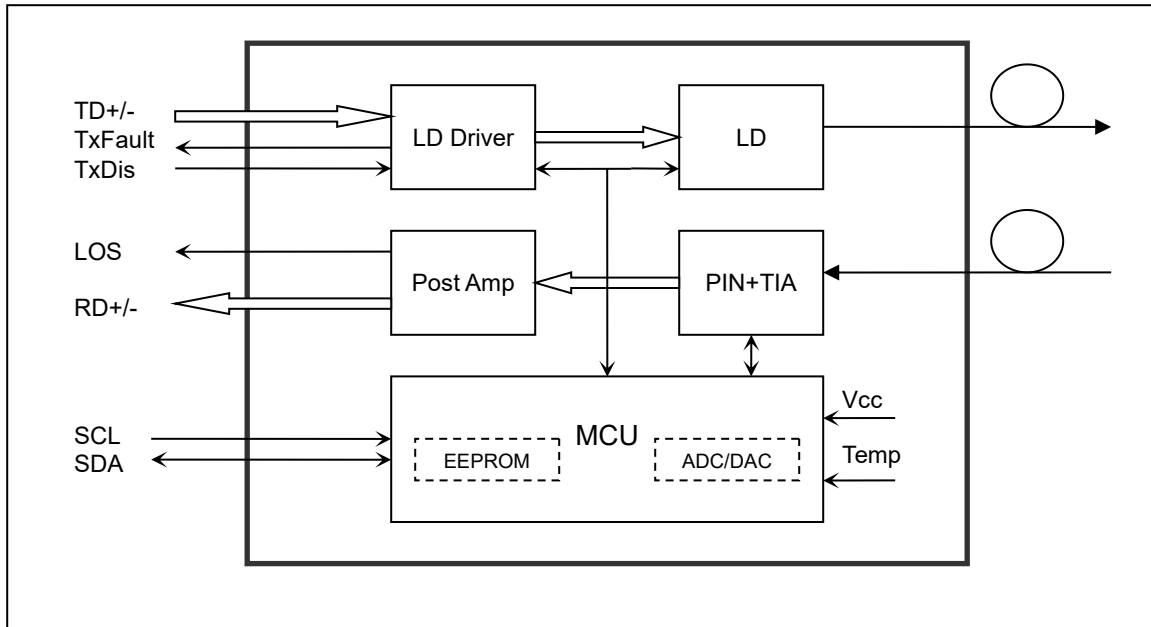 TD+/-
TxFault
TxDis
LD Driver
LD
LOS
RD+/-
Post Amp
PIN+TIA
SCL
SDA
MCU
EEPROM
ADC/DAC
Vcc
Temp